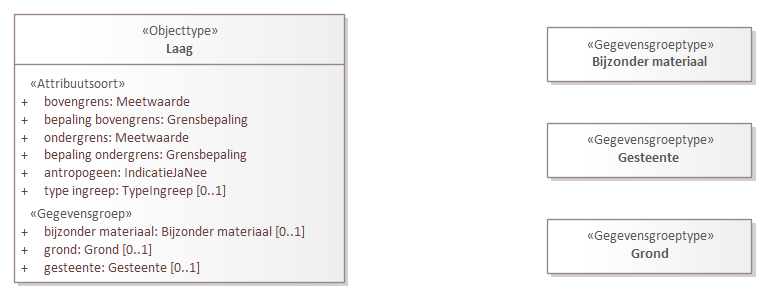 «Objecttype»
Laag
«Attribuutsoort»
+ bovengrens: Meetwaarde
+ bepaling bovengrens: Grensbepaling
+ ondergrens: Meetwaarde
+ bepaling ondergrens: Grensbepaling
+ antropogeen: IndicatieJaNee
+ type ingreep: TypeIngreep [0..1]
«Gegevensgroep»
+ bijzonder materiaal: Bijzonder materiaal [0..1]
+ grond: Grond [0..1]
+ gesteente: Gesteente [0..1]
«Gegevensgroeptype»
Bijzonder materiaal
«Gegevensgroeptype»
Gesteente
«Gegevensgroeptype»
Grond